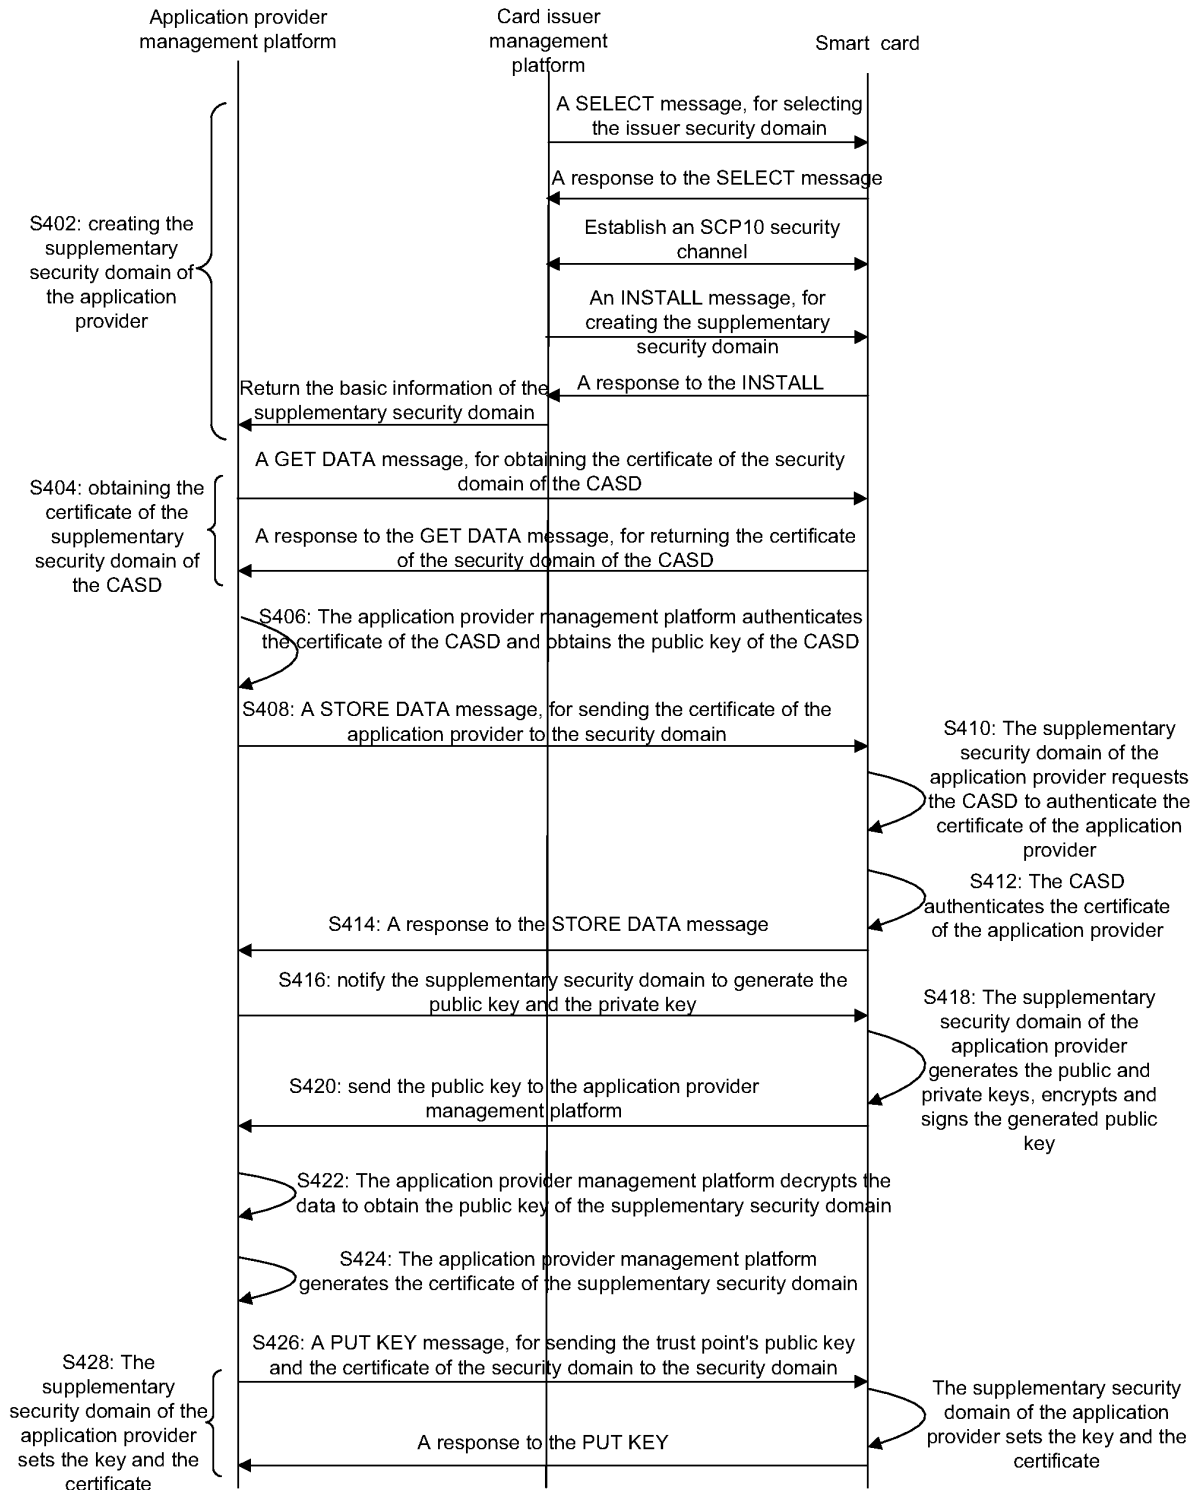 Application provider
management platform
Card issuer
management
platform
Smart card
A SELECT message, for selecting
the issuer security domain
A response to the SELECT message
S402: creating the
supplementary
security domain of
the application
provider
Establish an SCP10 security
channel
An INSTALL message, for
creating the supplementary
security domain
A response to the INSTALL
Return the basic information of the
supplementary security domain
A GET DATA message, for obtaining the certificate of the security
domain of the CASD
S404: obtaining the
certificate of the
supplementary
security domain of
the CASD
A response to the GET DATA message, for returning the certificate
of the security domain of the CASD
S406: The application provider management platform authenticates
the certificate of the CASD and obtains the public key of the CASD
S408: A STORE DATA message, for sending the certificate of the
application provider to the security domain
S410: The supplementary
security domain of the
application provider requests
the CASD to authenticate the
certificate of the application
provider
S412: The CASD
authenticates the certificate
of the application provider
S414: A response to the STORE DATA message
S416: notify the supplementary security domain to generate the
public key and the private key
S418: The supplementary
security domain of the
application provider
generates the public and
private keys, encrypts and
signs the generated public
key
S420: send the public key to the application provider
management platform
S422: The application provider management platform decrypts the
data to obtain the public key of the supplementary security domain
S424: The application provider management platform
generates the certificate of the supplementary security domain
S426: A PUT KEY message, for sending the trust point's public key
and the certificate of the security domain to the security domain
S428: The
supplementary
security domain of the
application provider
sets the key and the
certificate
The supplementary security
domain of the application
provider sets the key and the
certificate
A response to the PUT KEY